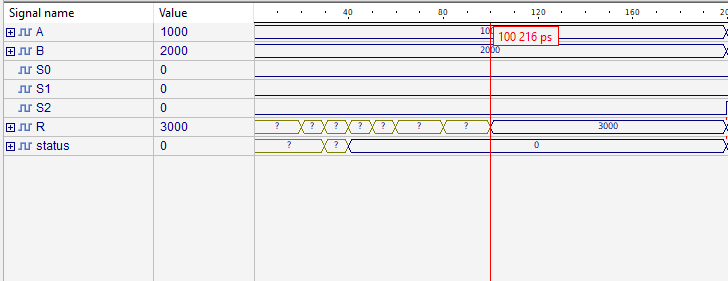 Signal name Value 40 80 120 160
A 1000
B 2000 2000
100 216 ps
S0 0
S1 0
S2 0
R 3000 ? ? ? ? ? ? ? 3000
status 0 ? ? 0